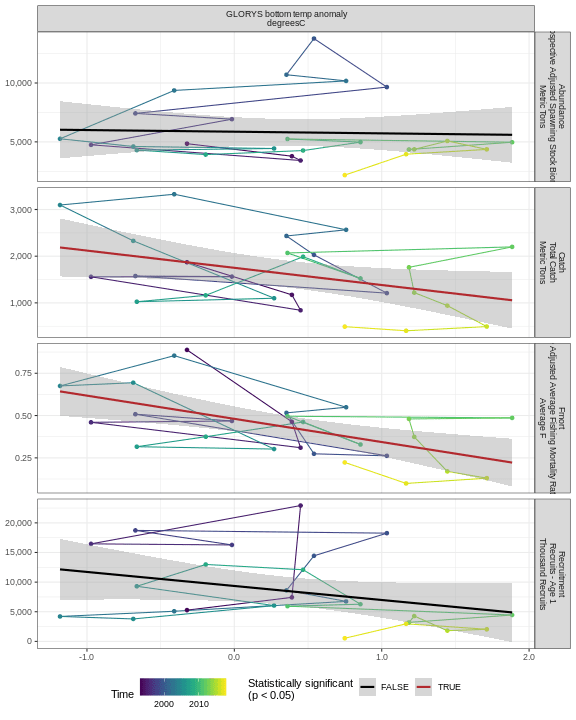 GLORYS bottom temp anomaly
degreesC
10,000
5,000
Abundance
Adjusted Spawning Stock
Metric Tons
3,000
2,000
1,000
Catch
Total Catch
Metric Tons
0.75
0.50
0.25
Fmort
Adjusted Average Fishing Mortality
Average F
20,000
15,000
10,000
5,000
0
Recruitment
Recruits - Age 1
Thousand Recruits
-1.0
0.0
1.0
2.0
Time
2000
2010
Statistically significant
(p < 0.05)
FALSE
TRUE